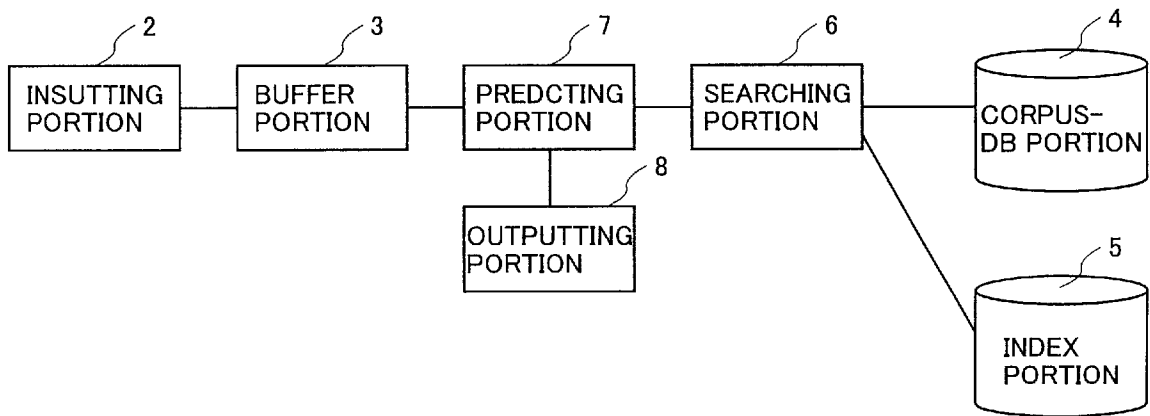 2
3
7
6
4
INSUTTING
PORTION
BUFFER
PORTION
PREDCTING
PORTION
SEARCHING
PORTION
CORPUS-
DB PORTION
8
OUTPUTTING
PORTION
5
INDEX
PORTION